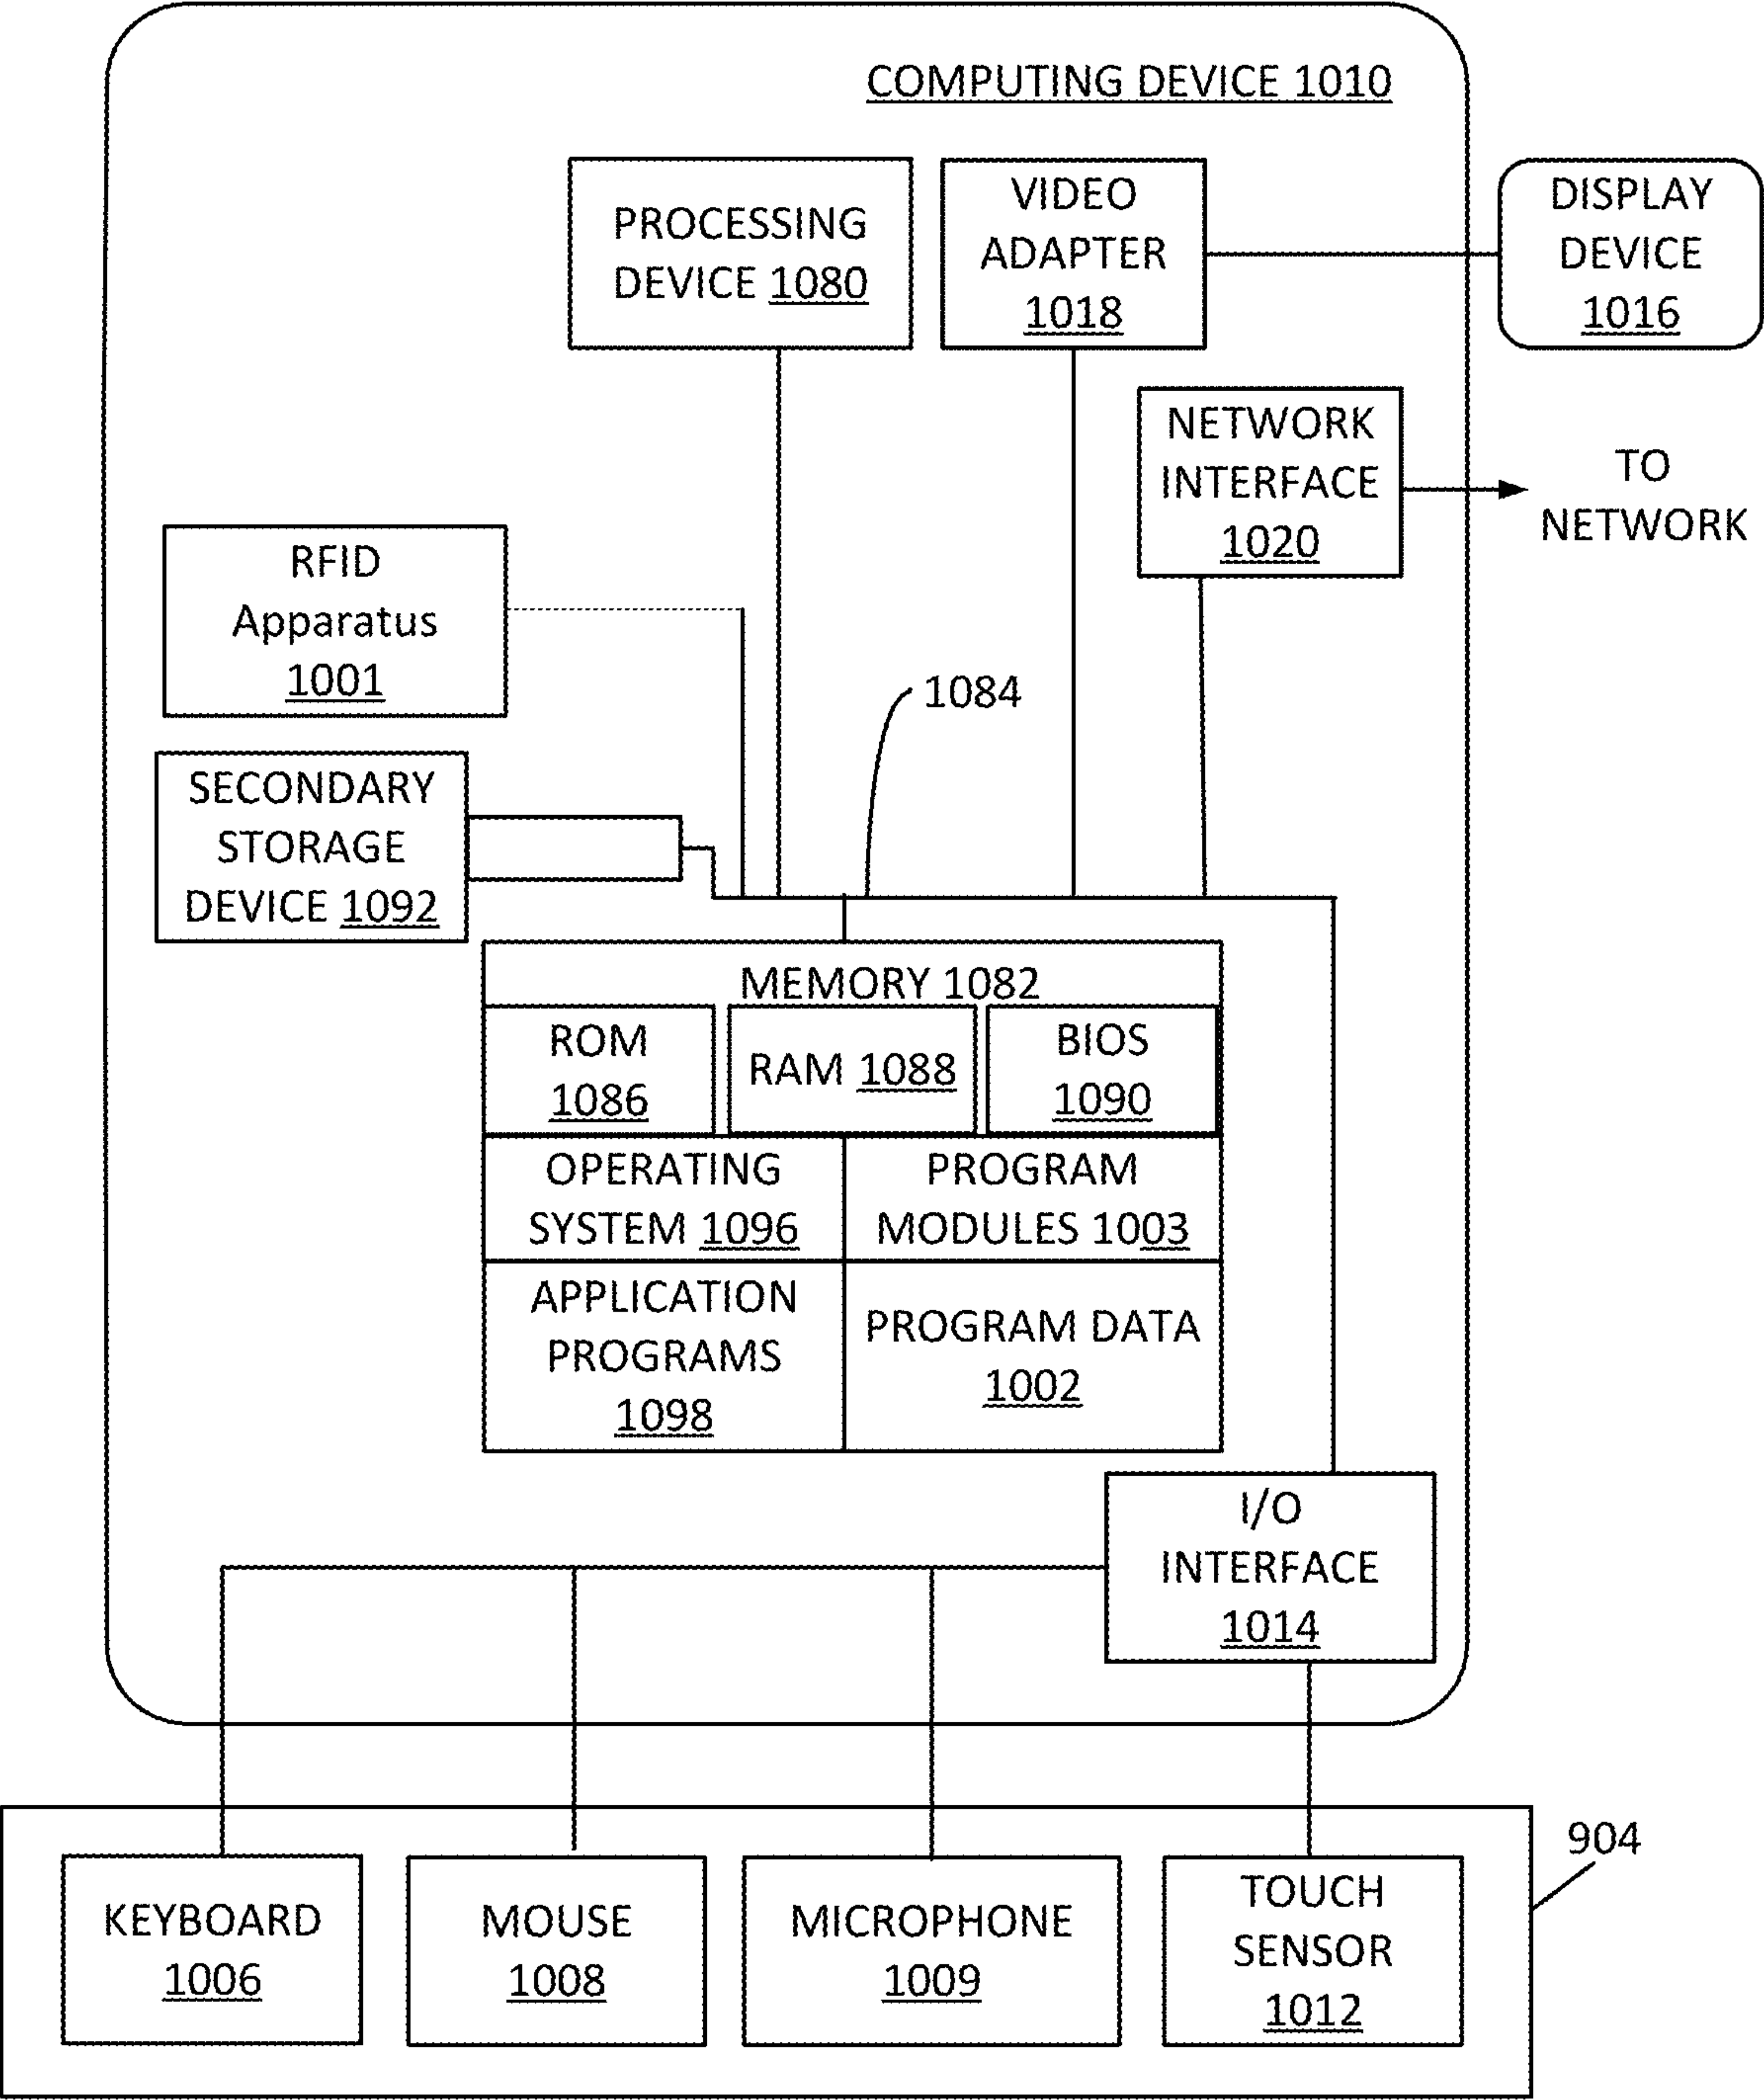 COMPUTING DEVICE 1010
PROCESSING
DEVICE 1080
VIDEO
ADAPTER
1018
DISPLAY
DEVICE
1016
NETWORK
INTERFACE
1020
TO
NETWORK
RFID
Apparatus
1001
1084
SECONDARY
STORAGE
DEVICE 1092
MEMORY 1082
ROM
1086
RAM 1088
BIOS
1090
OPERATING
SYSTEM 1096
PROGRAM
MODULES 1003
APPLICATION
PROGRAMS
1098
PROGRAM DATA
1002
I/O
INTERFACE
1014
904
KEYBOARD
1006
MOUSE
1008
MICROPHONE
1009
TOUCH
SENSOR
1012